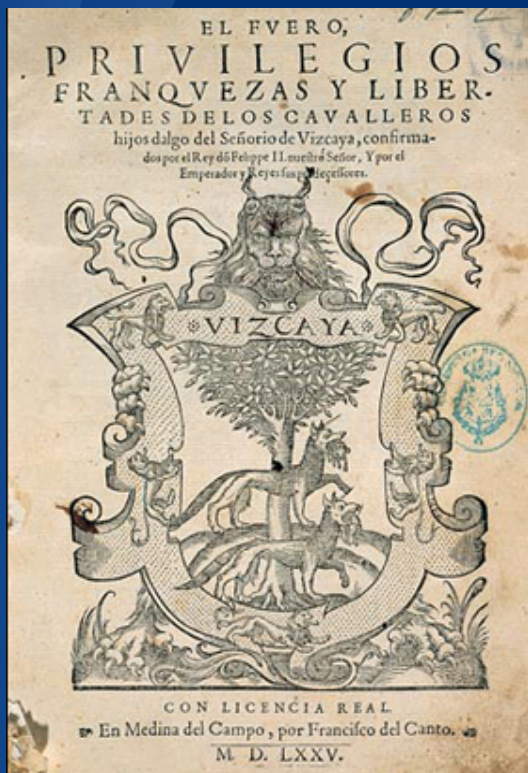 EL FVERO,
PRIVILEGIOS
FRANQVEZAS Y LIBER-
TADES DELOS CAVALLEROS
hijos dalgo del Señorio de Vizcaya, confirma-
dos por el Rey dõ Felippe II nuestro Señor, Y por el
Emperador y Reyes sus predecessores.
VIZCAYA
CON LICENCIA REAL.
En Medina del Campo, por Francisco del Canto.
M. D. LXXV.